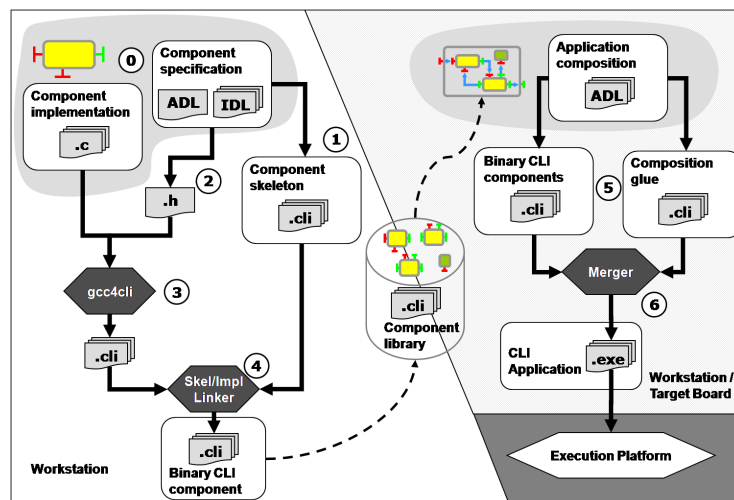 0
Component
specification
ADL
IDL
Component
implementation
.c
1
2
.h
Component
skeleton
.cli
gcc4cli
3
.cli
4
Skel/Impl
Linker
.cli
Binary CLI
component
Workstation
.cli
Component
library
Application
composition
ADL
Binary CLI
components
.cli
5
Composition
glue
.cli
Merger
6
CLI
Application
.exe
Workstation /
Target Board
Execution Platform